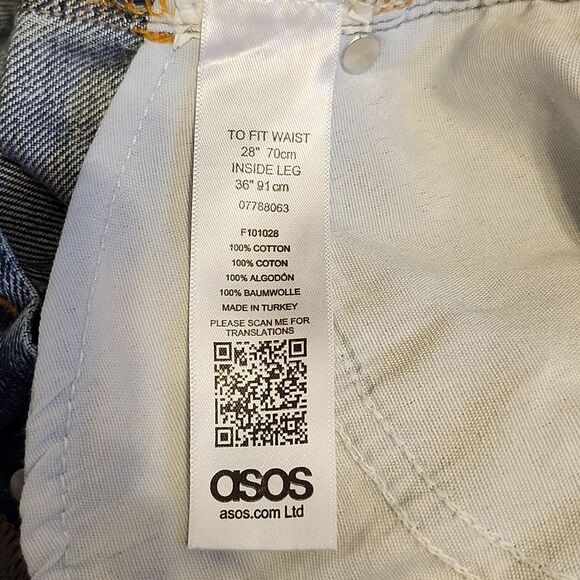 TO FIT WAIST
28" 70cm
INSIDE LEG
36" 91cm
07788063
F101028
100% COTTON
100% COTON
100% ALGODÓN
100% BAUMWOLLE
MADE IN TURKEY
PLEASE SCAN ME FOR
TRANSLATIONS
asos
asos.com Ltd